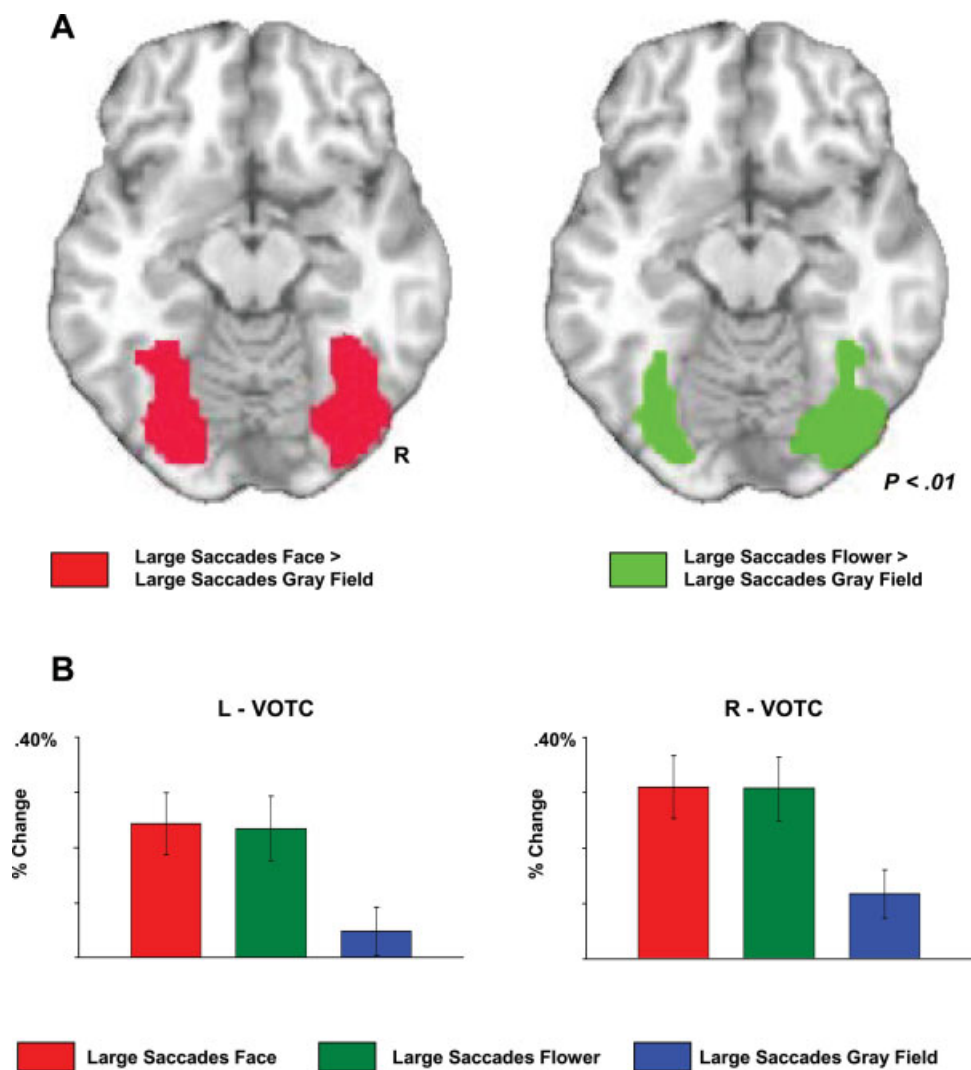 A
R
P < .01
Large Saccades Face >
Large Saccades Gray Field
Large Saccades Flower >
Large Saccades Gray Field
B
L - VOTC
R - VOTC
.40%
% Change
.40%
% Change
Large Saccades Face
Large Saccades Flower
Large Saccades Gray Field